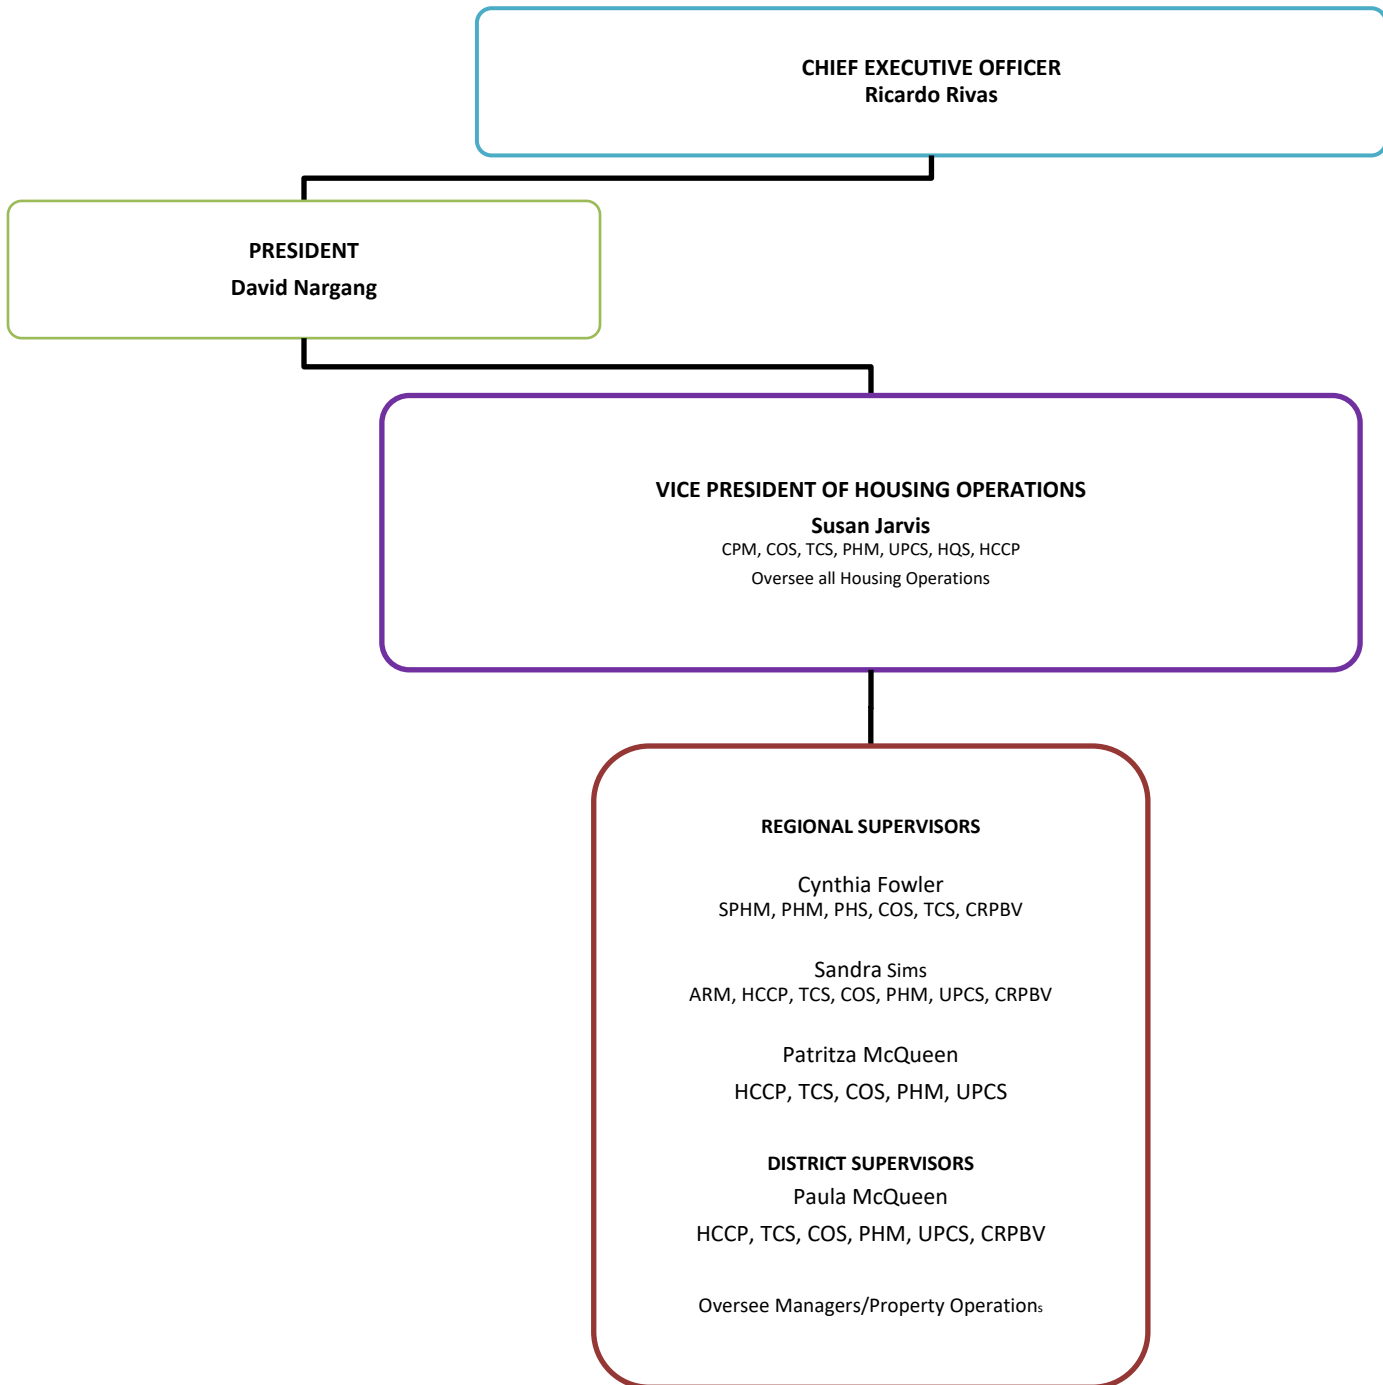 CHIEF EXECUTIVE OFFICER
Ricardo Rivas
PRESIDENT
David Nargang
VICE PRESIDENT OF HOUSING OPERATIONS
Susan Jarvis
CPM, COS, TCS, PHM, UPCS, HQS, HCCP
Oversee all Housing Operations
REGIONAL SUPERVISORS
Cynthia Fowler
SPHM, PHM, PHS, COS, TCS, CRPBV
Sandra Sims
ARM, HCCP, TCS, COS, PHM, UPCS, CRPBV
Patritza McQueen
HCCP, TCS, COS, PHM, UPCS
DISTRICT SUPERVISORS
Paula McQueen
HCCP, TCS, COS, PHM, UPCS, CRPBV
Oversee Managers/Property Operations